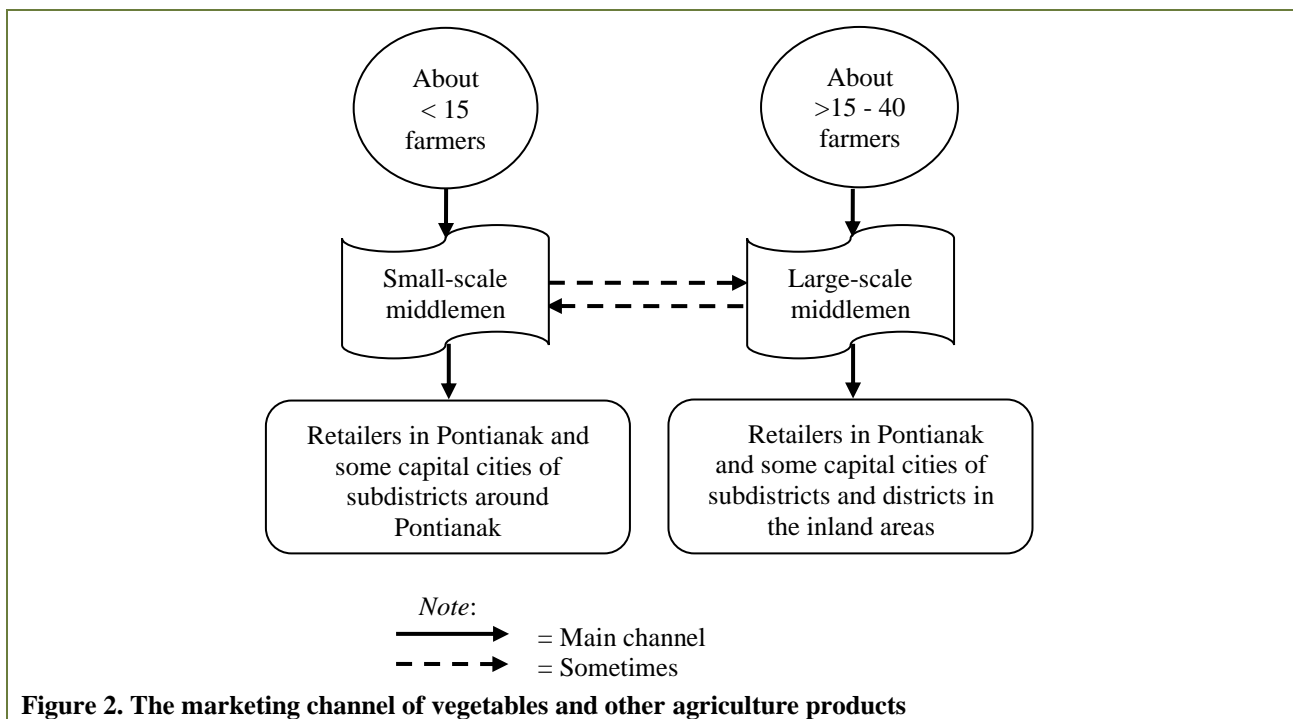 About
< 15
farmers
About
>15 - 40
farmers
Small-scale
middlemen
Large-scale
middlemen
Retailers in Pontianak and
some capital cities of
subdistricts around
Pontianak
Retailers in Pontianak
and some capital cities of
subdistricts and districts in
the inland areas
Note:
= Main channel
= Sometimes
Figure 2. The marketing channel of vegetables and other agriculture products